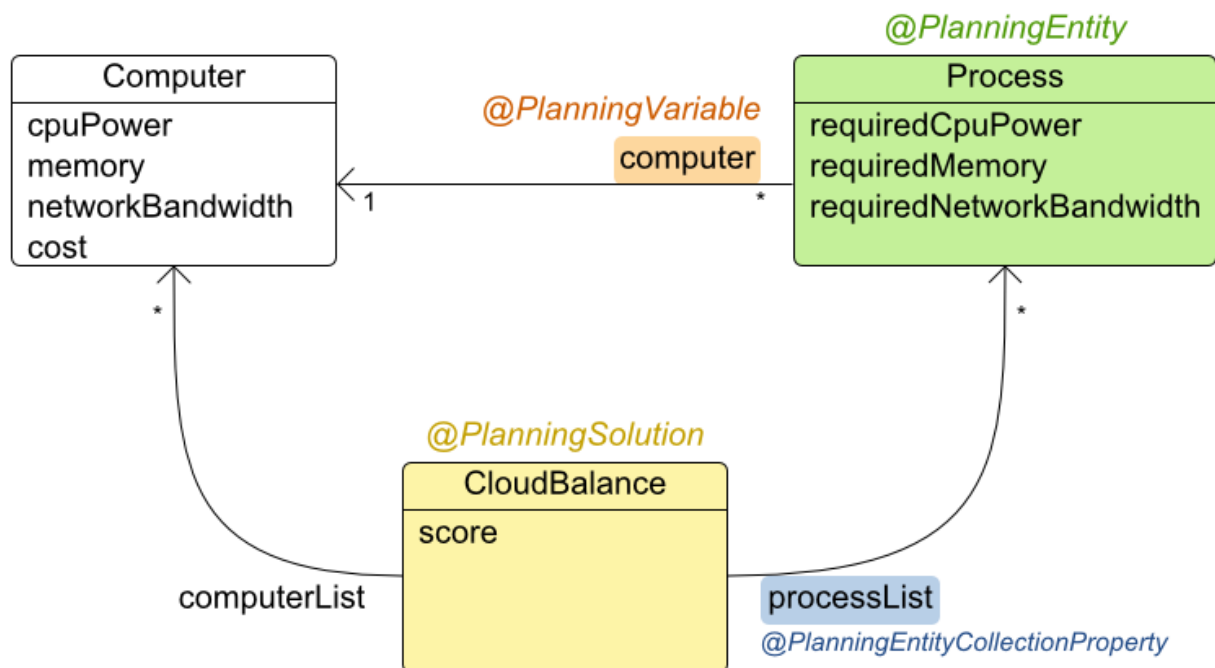 @PlanningEntity
Computer
Process
cpuPower
memory
networkBandwidth
cost
@PlanningVariable
computer
1
*
requiredCpuPower
requiredMemory
requiredNetworkBandwidth
*
*
@PlanningSolution
CloudBalance
score
computerList
processList
@PlanningEntityCollectionProperty